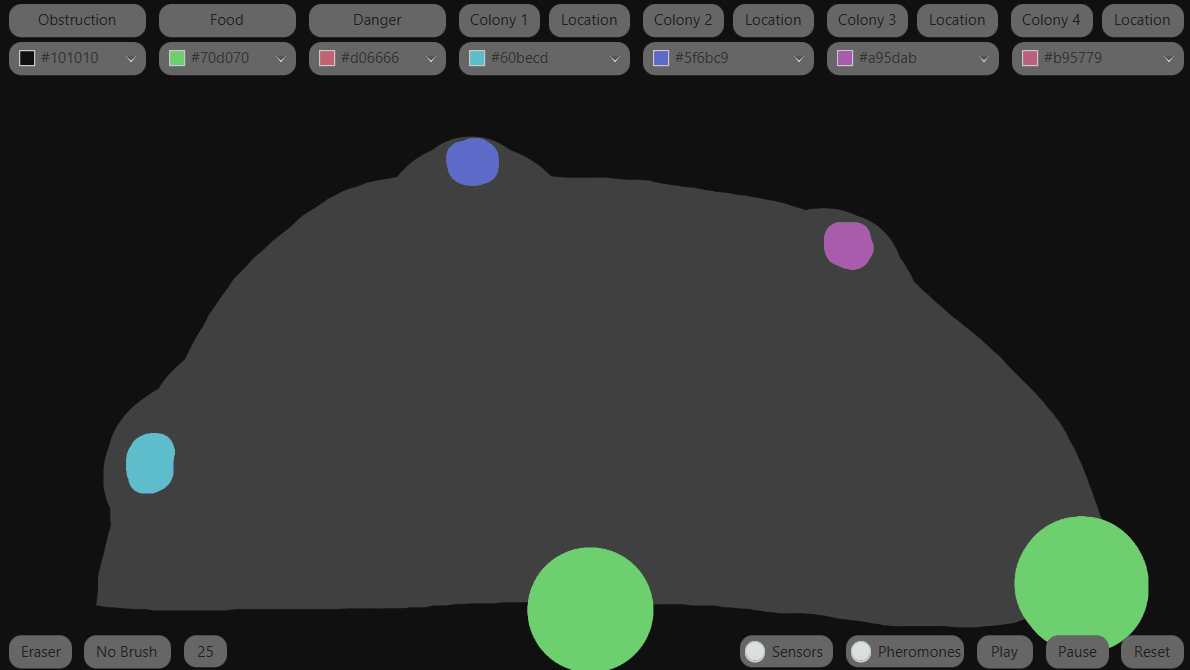 Obstruction Food Danger Colony 1 Location Colony 2 Location Colony 3 Location Colony 4 Location
#101010 #70d070 #d06666 #60becd #5f6bc9 #a95dab #b95779
Eraser No Brush 25 Sensors Pheromones Play Pause Reset